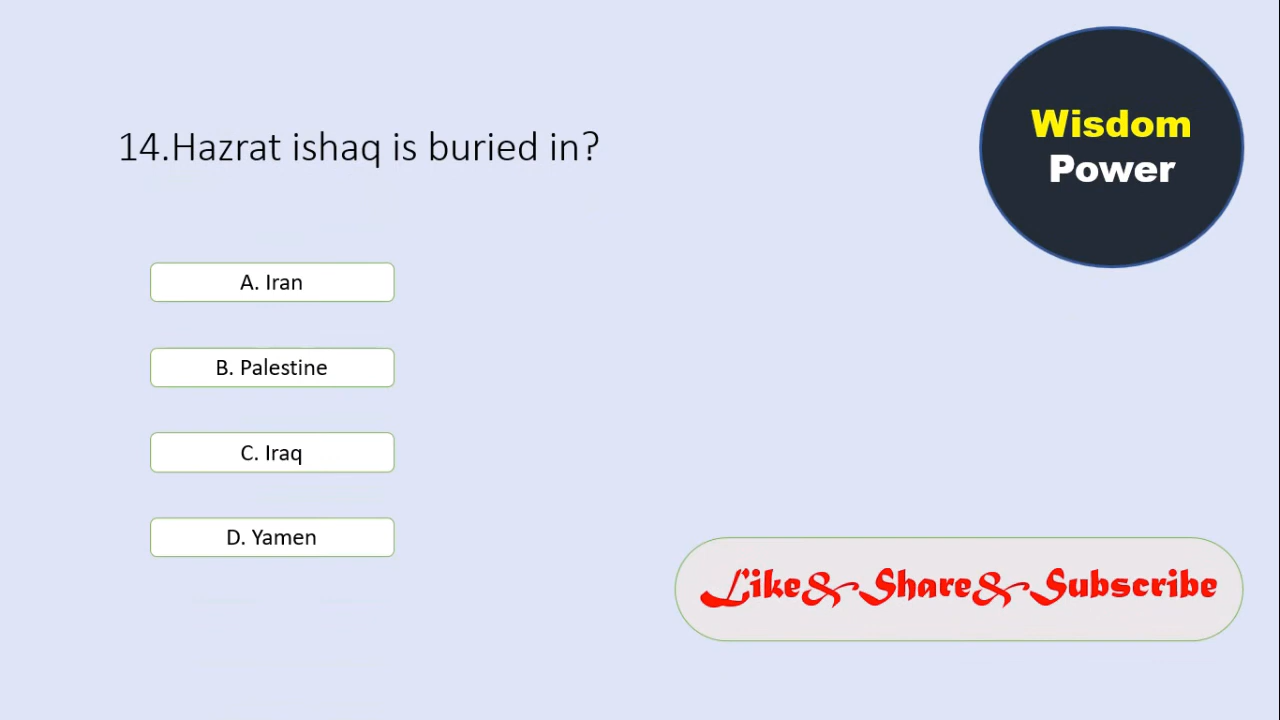 14.Hazrat ishaq is buried in?
A. Iran
B. Palestine
C. Iraq
D. Yamen
Wisdom
Power
Like&Share&Subscribe